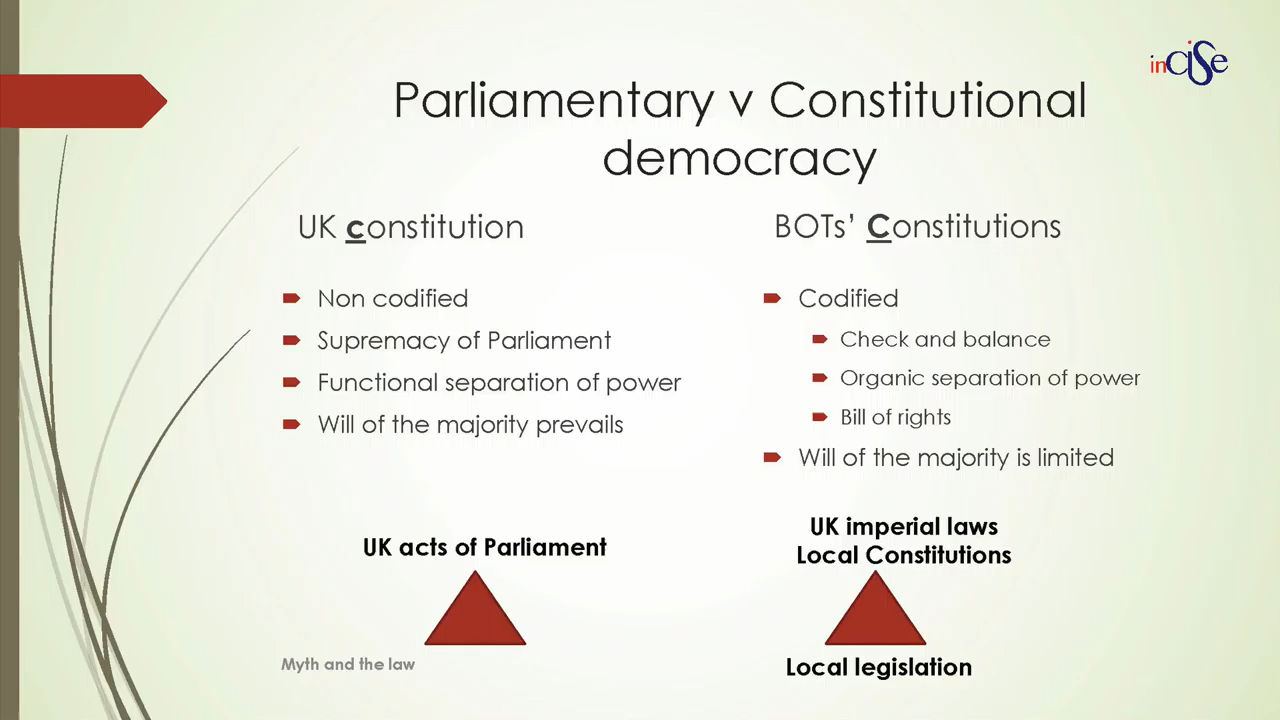 inCISe
Parliamentary v Constitutional
democracy
UK constitution
Non codified
Supremacy of Parliament
Functional separation of power
Will of the majority prevails
UK acts of Parliament
BOTs’ Constitutions
Codified
Check and balance
Organic separation of power
Bill of rights
Will of the majority is limited
UK imperial laws
Local Constitutions
Local legislation
Myth and the law